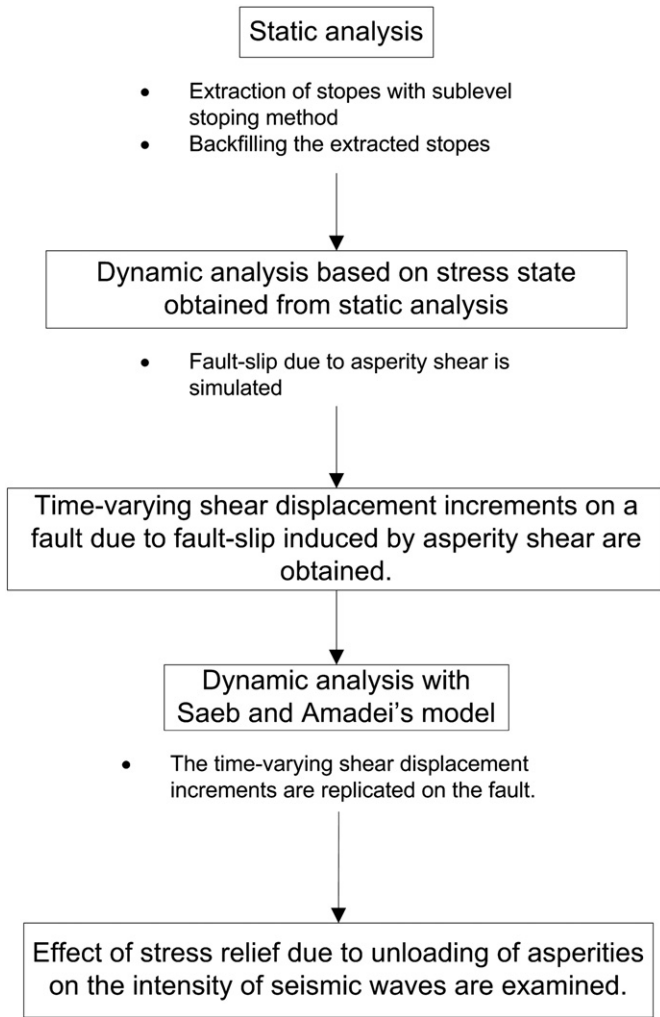 Static analysis
• Extraction of stopes with sublevel
stoping method
• Backfilling the extracted stopes
Dynamic analysis based on stress state
obtained from static analysis
• Fault-slip due to asperity shear is
simulated
Time-varying shear displacement increments on a
fault due to fault-slip induced by asperity shear are
obtained.
Dynamic analysis with
Saeb and Amadei's model
• The time-varying shear displacement
increments are replicated on the fault.
Effect of stress relief due to unloading of asperities
on the intensity of seismic waves are examined.